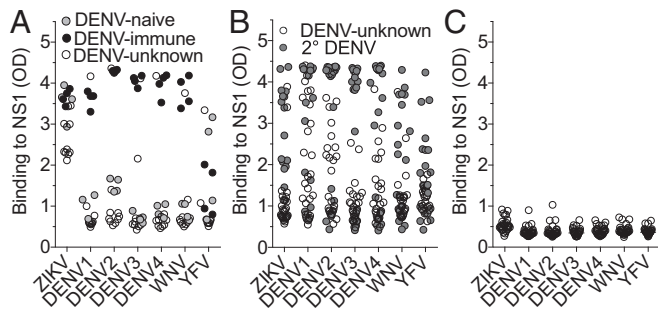 A
DENV-naive
DENV-immune
DENV-unknown
Binding to NS1 (OD)
5
4
3
2
1
0
ZIKV
DENV1
DENV2
DENV3
DENV4
WNV
YFV
B
DENV-unknown
2° DENV
Binding to NS1 (OD)
5
4
3
2
1
0
ZIKV
DENV1
DENV2
DENV3
DENV4
WNV
YFV
C
Binding to NS1 (OD)
5
4
3
2
1
0
ZIKV
DENV1
DENV2
DENV3
DENV4
WNV
YFV